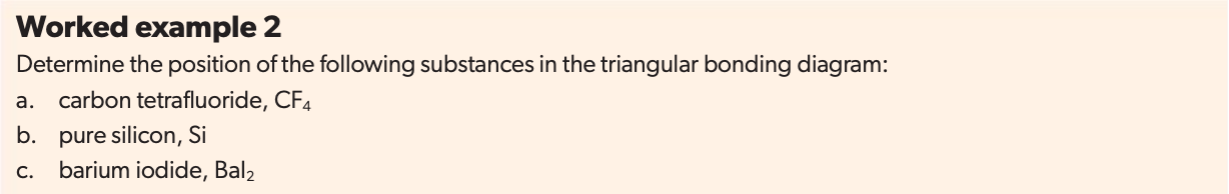 Worked example 2
Determine the position of the following substances in the triangular bonding diagram:
a. carbon tetrafluoride, CF₄
b. pure silicon, Si
c. barium iodide, BaI₂